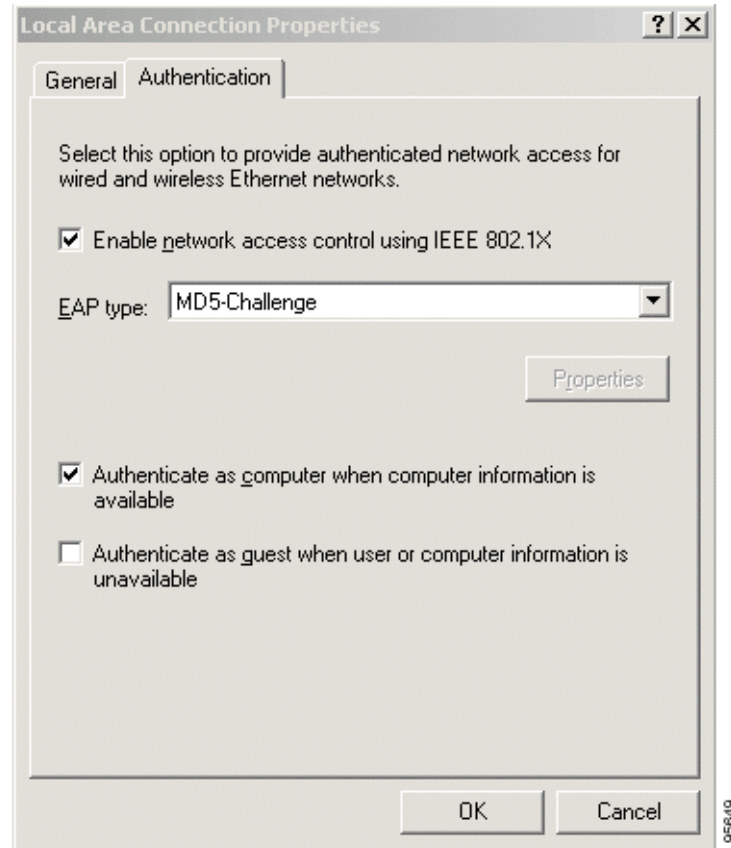 Local Area Connection Properties
General
Authentication
Select this option to provide authenticated network access for
wired and wireless Ethernet networks.
Enable network access control using IEEE 802.1X
EAP type:
MD5-Challenge
Properties
Authenticate as computer when computer information is
available
Authenticate as guest when user or computer information is
unavailable
OK
Cancel
95649